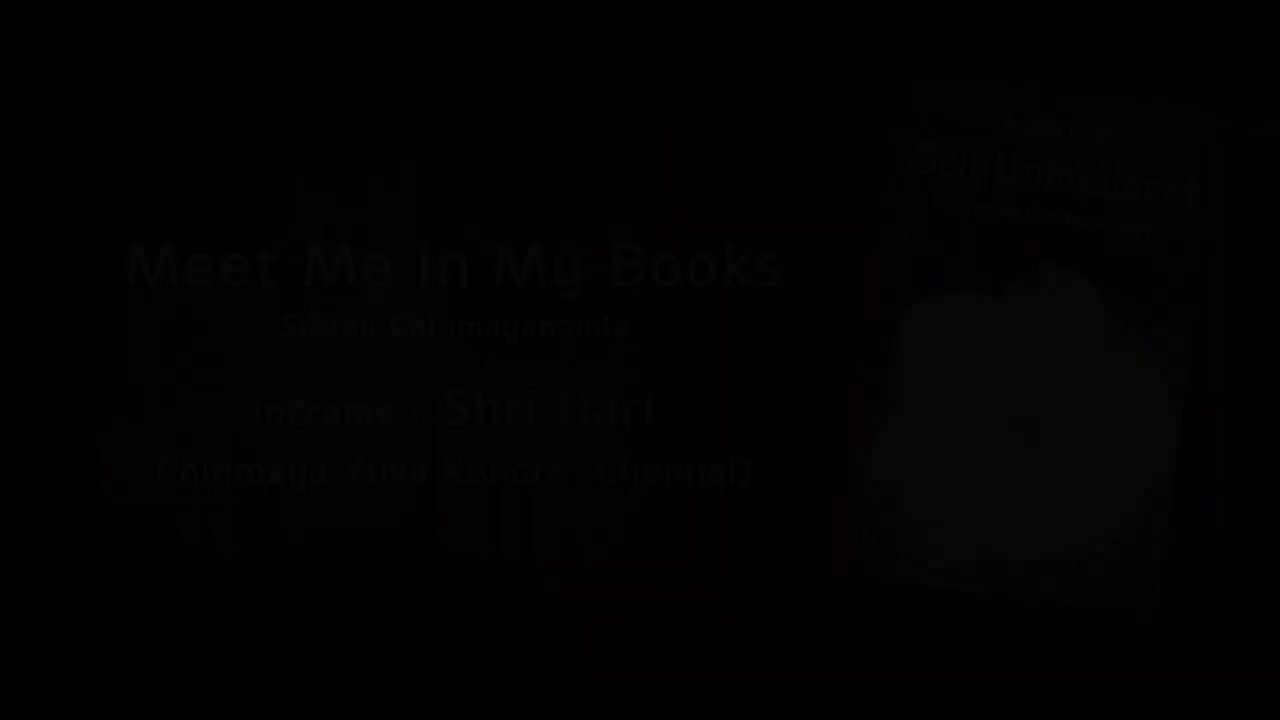 Meet Me in My Books
Swami Chinmayananda
InFrame : Shri Hari
Chinmaya Yuva Kendra (Chennai)
Self Unfoldment